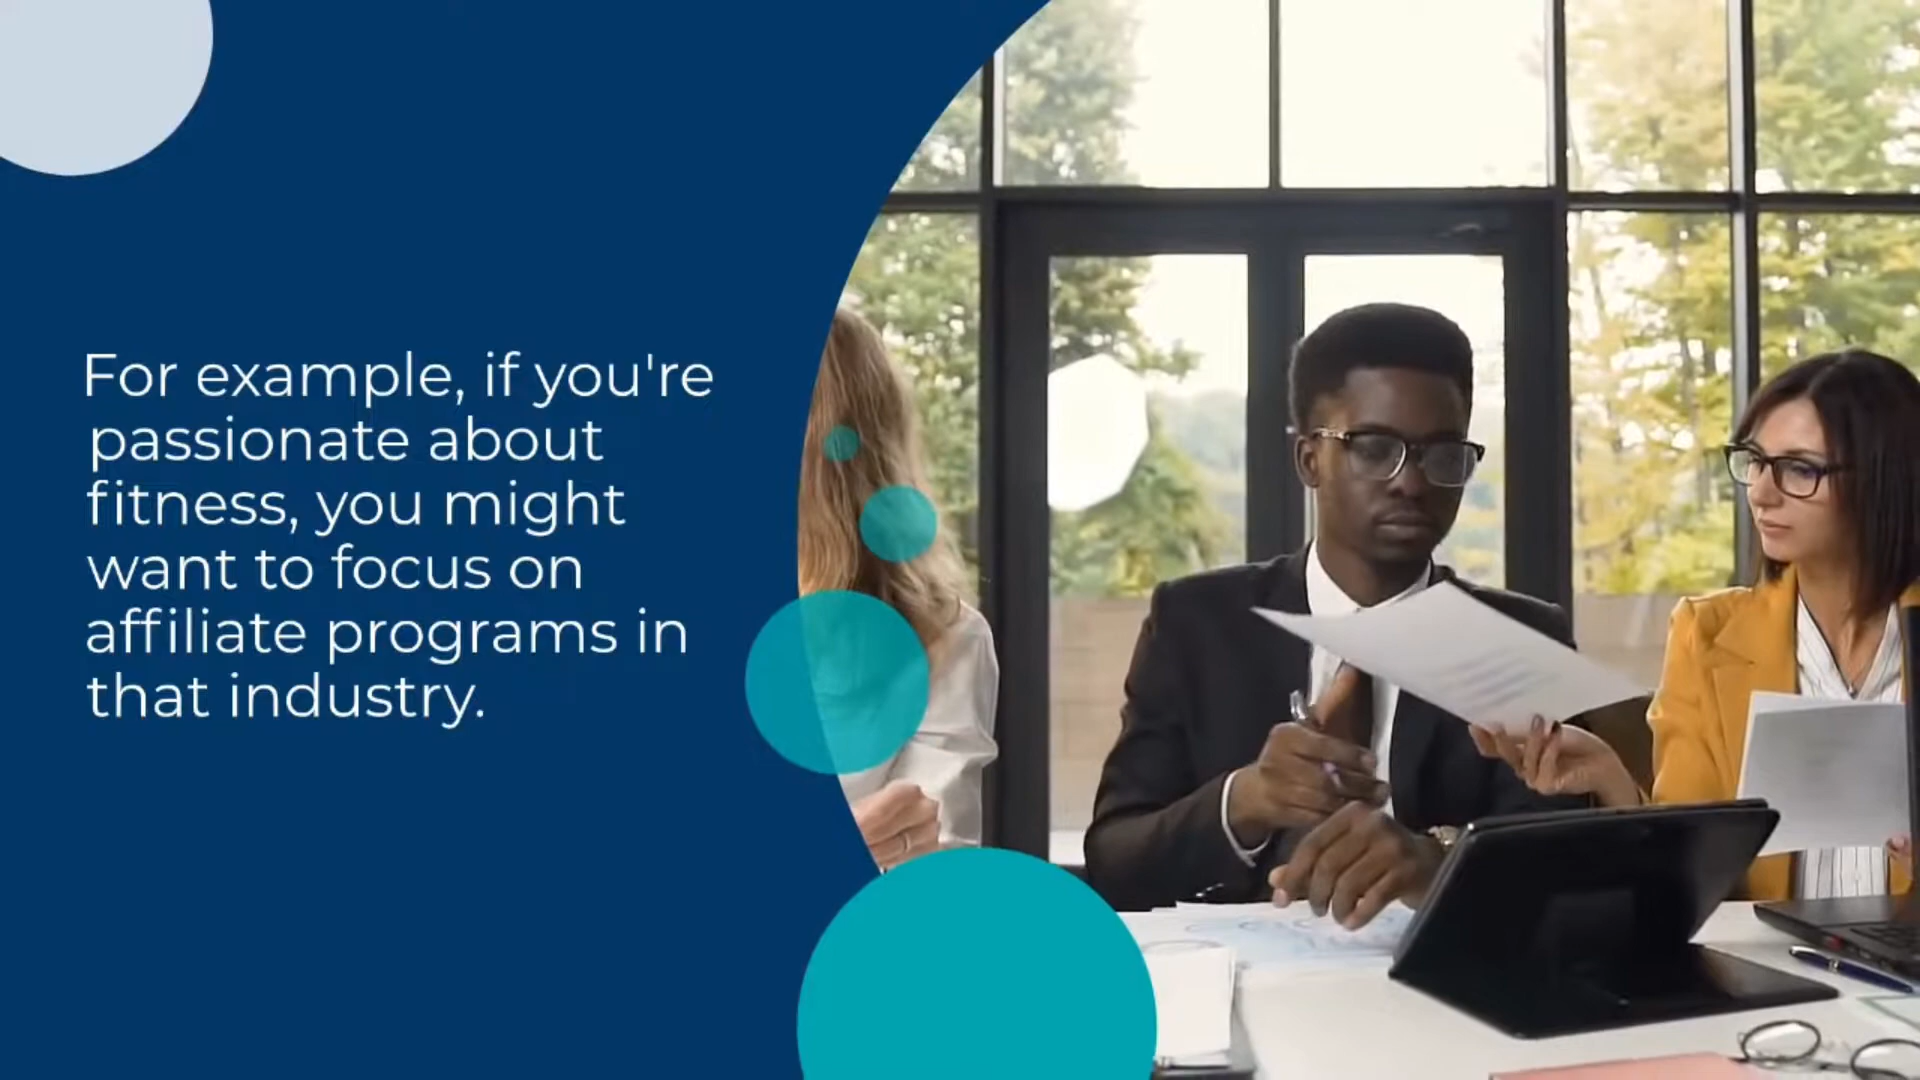 For example, if you're
passionate about
fitness, you might
want to focus on
affiliate programs in
that industry.